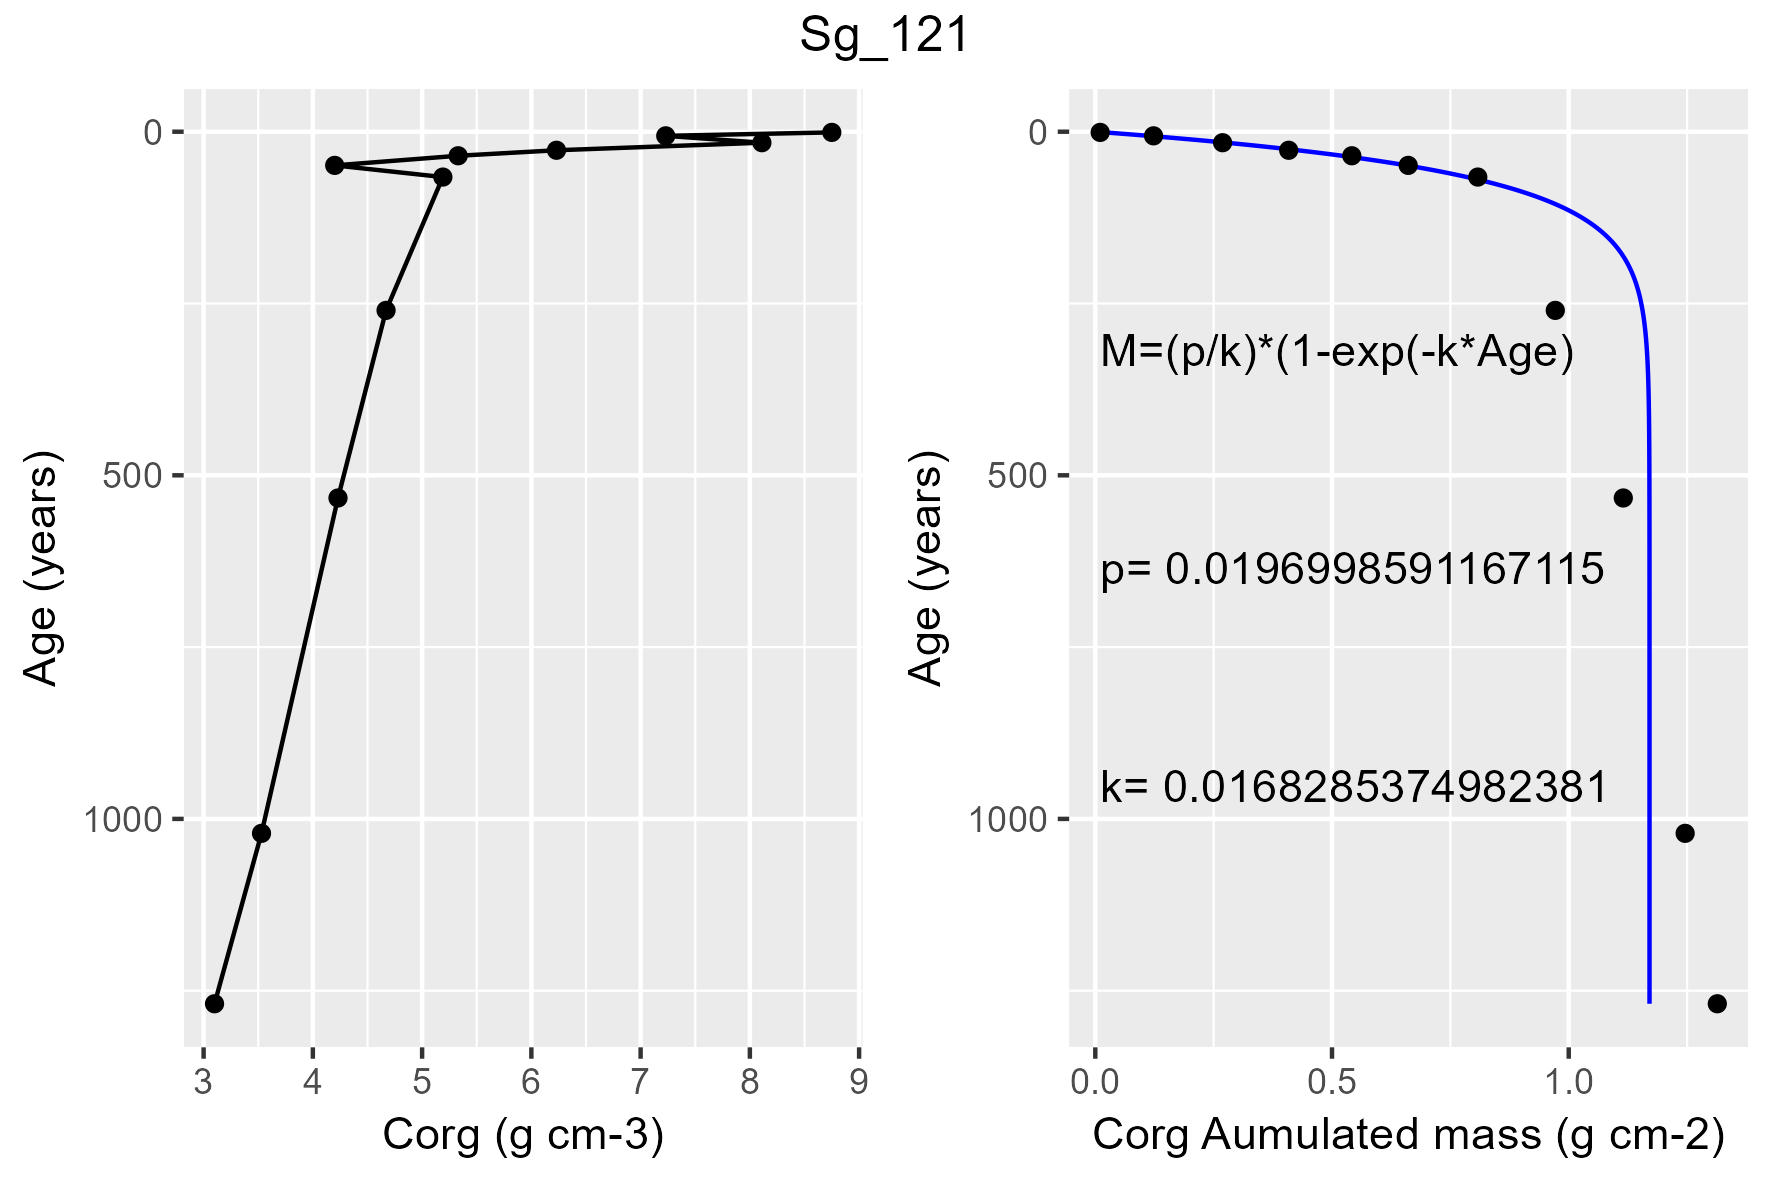 Sg_121
0
500
1000
Age (years)
3 4 5 6 7 8 9
Corg (g cm-3)
0
500
1000
Age (years)
M=(p/k)*(1-exp(-k*Age)
p= 0.0196998591167115
k= 0.0168285374982381
0.0 0.5 1.0
Corg Aumulated mass (g cm-2)